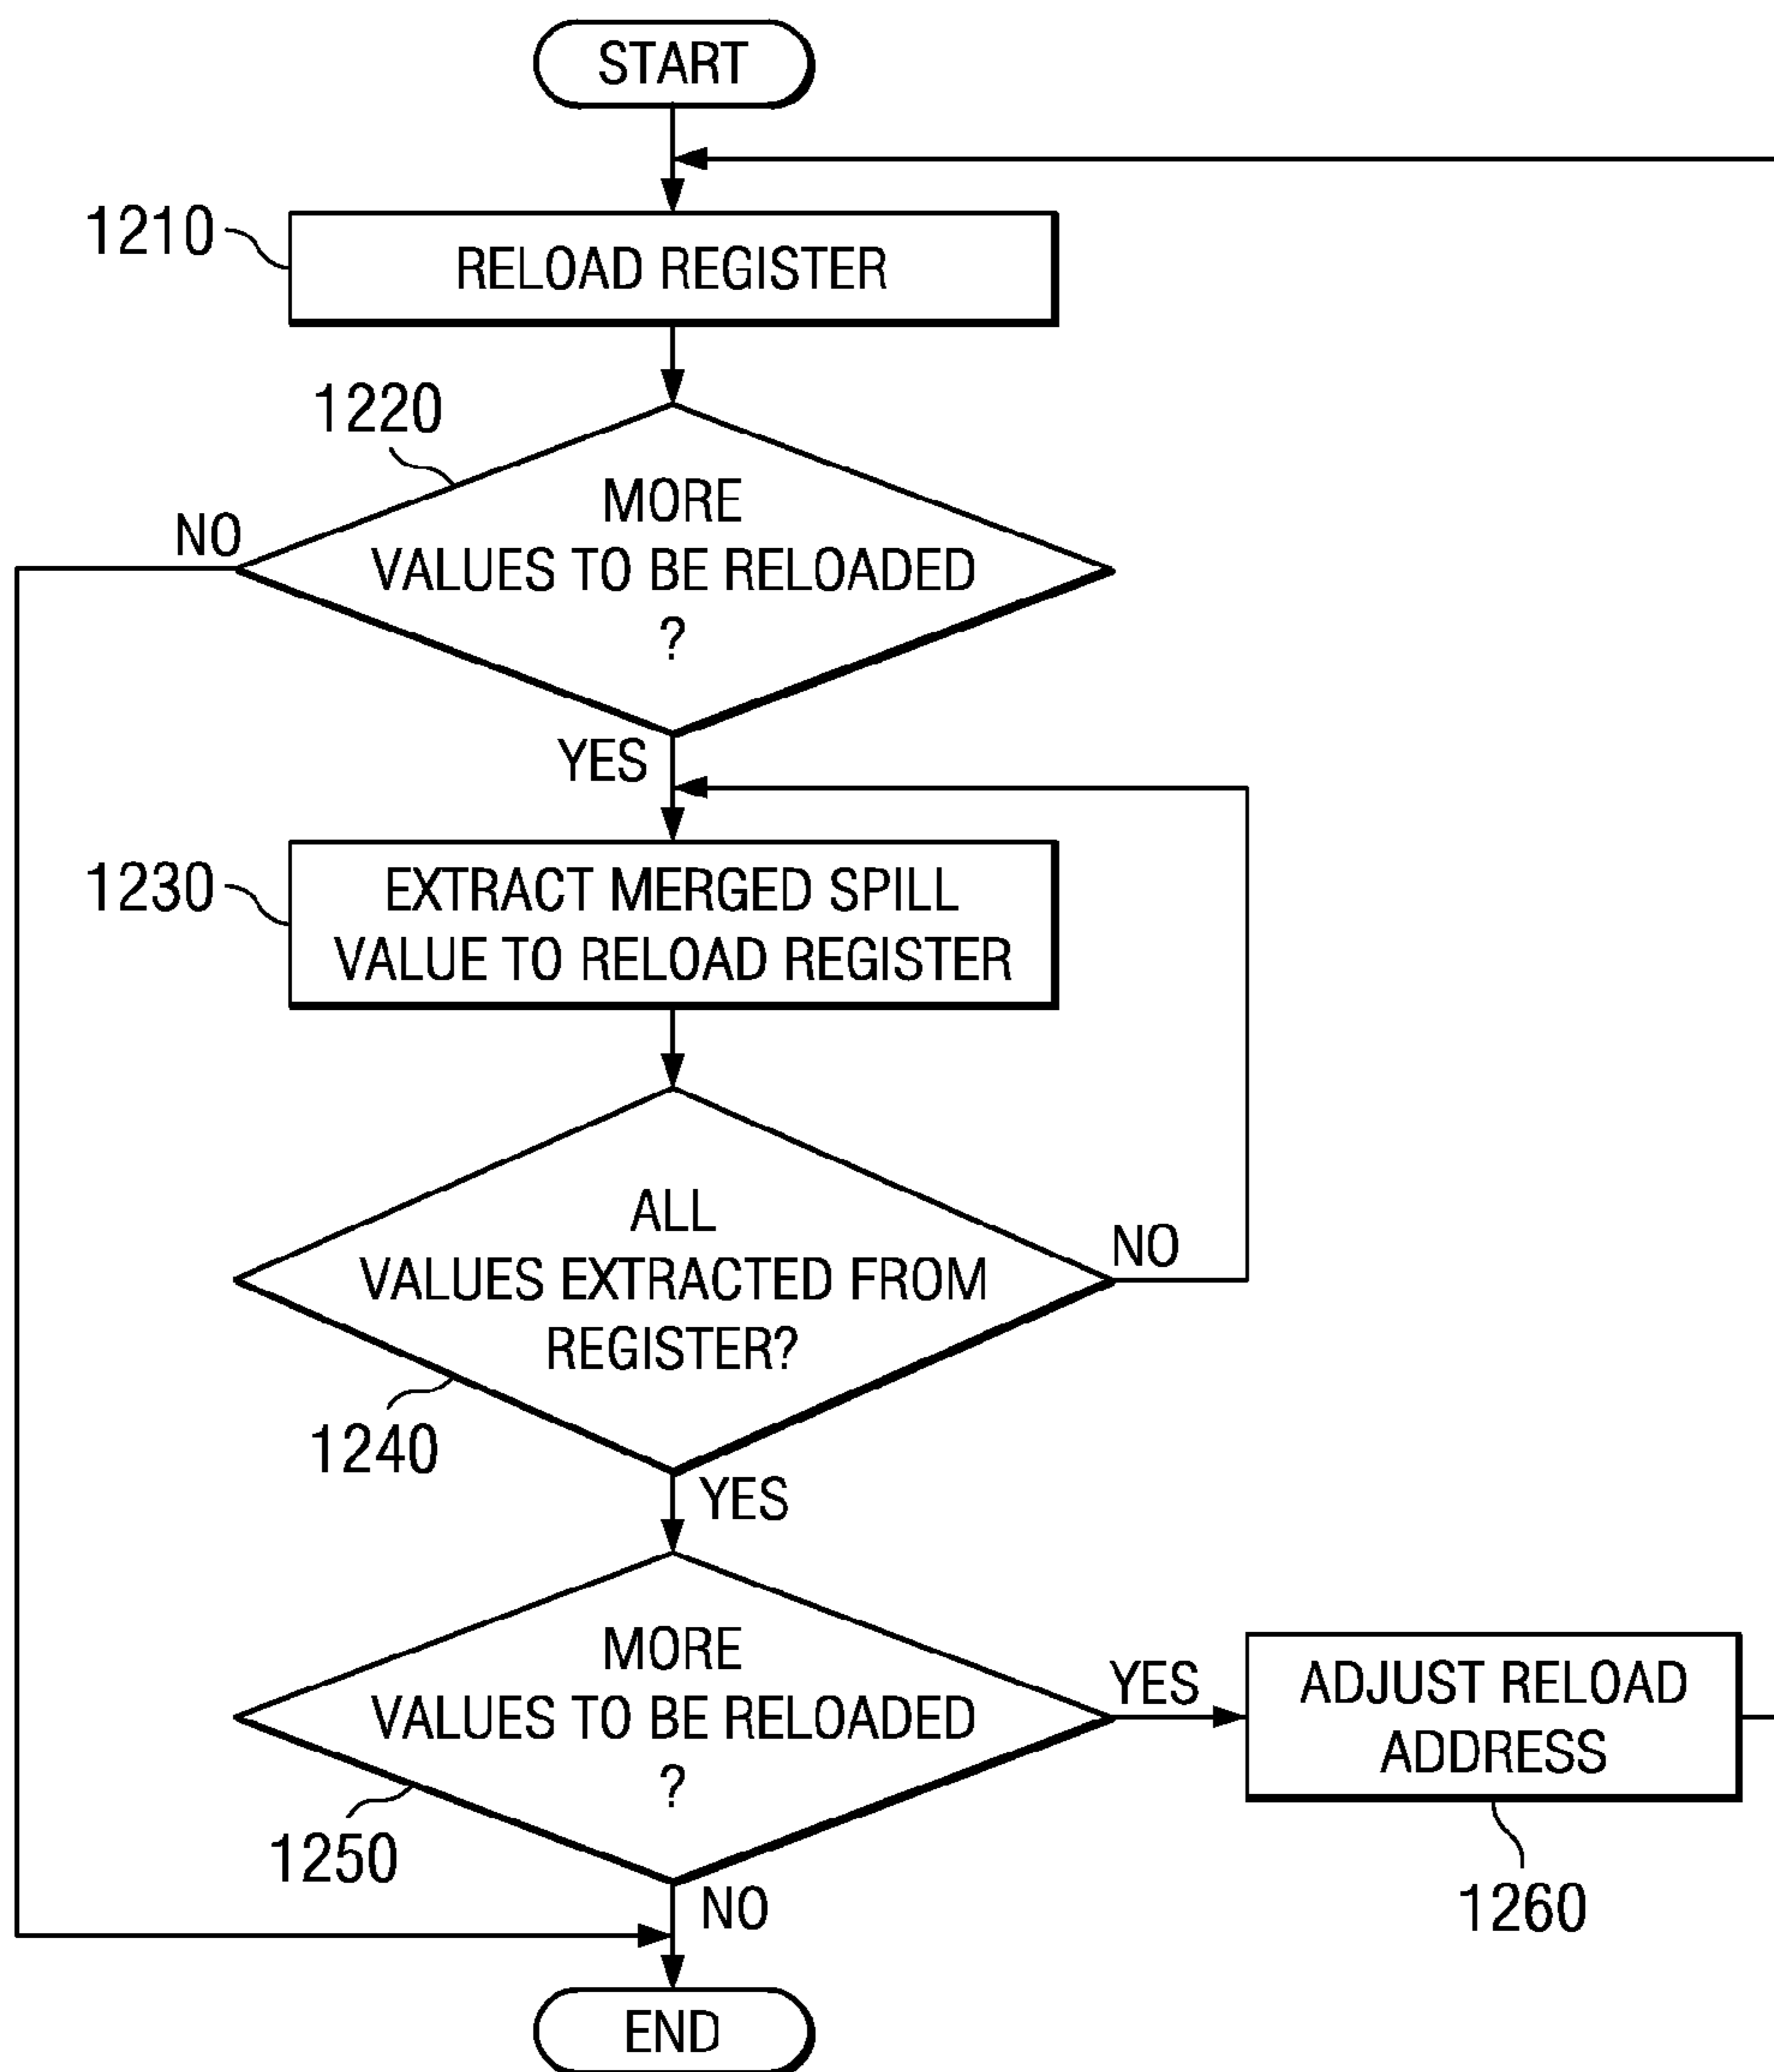 START
1210
RELOAD REGISTER
1220
MORE
VALUES TO BE RELOADED
?
NO
YES
1230
EXTRACT MERGED SPILL
VALUE TO RELOAD REGISTER
ALL
VALUES EXTRACTED FROM
REGISTER?
NO
1240
YES
MORE
VALUES TO BE RELOADED
?
YES
ADJUST RELOAD
ADDRESS
1250
NO
1260
END